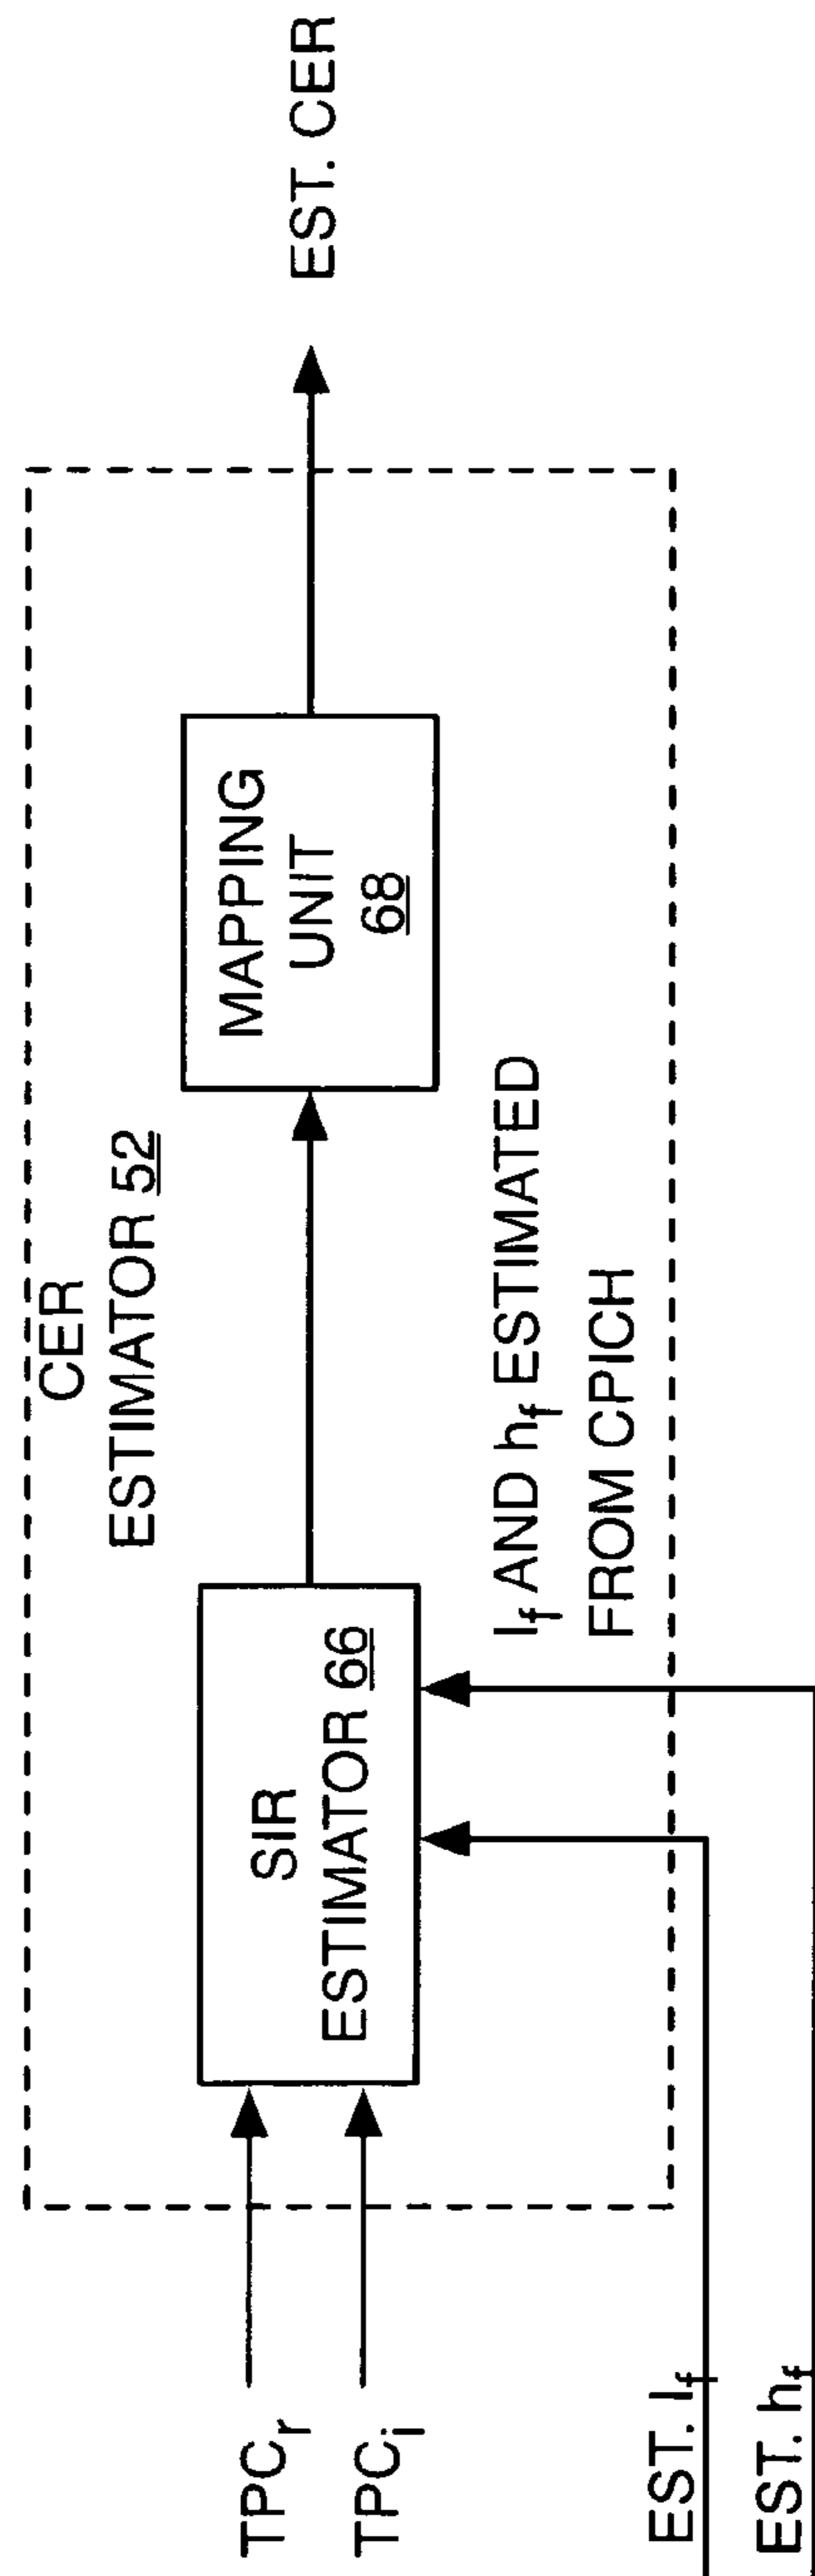 CER
ESTIMATOR 52
TPCr
TPCi
SIR
ESTIMATOR 66
MAPPING
UNIT
68
EST. CER
If AND hf ESTIMATED
FROM CPICH
EST. If
EST. hf